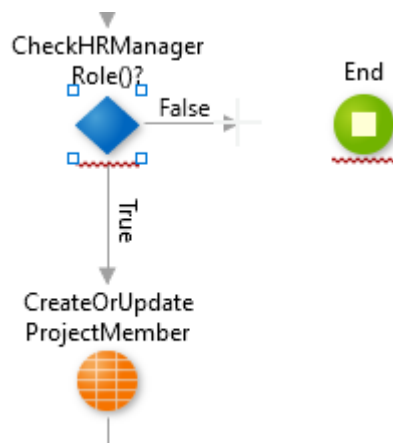 CheckHRManager
Role()?
End
False
True
CreateOrUpdate
ProjectMember